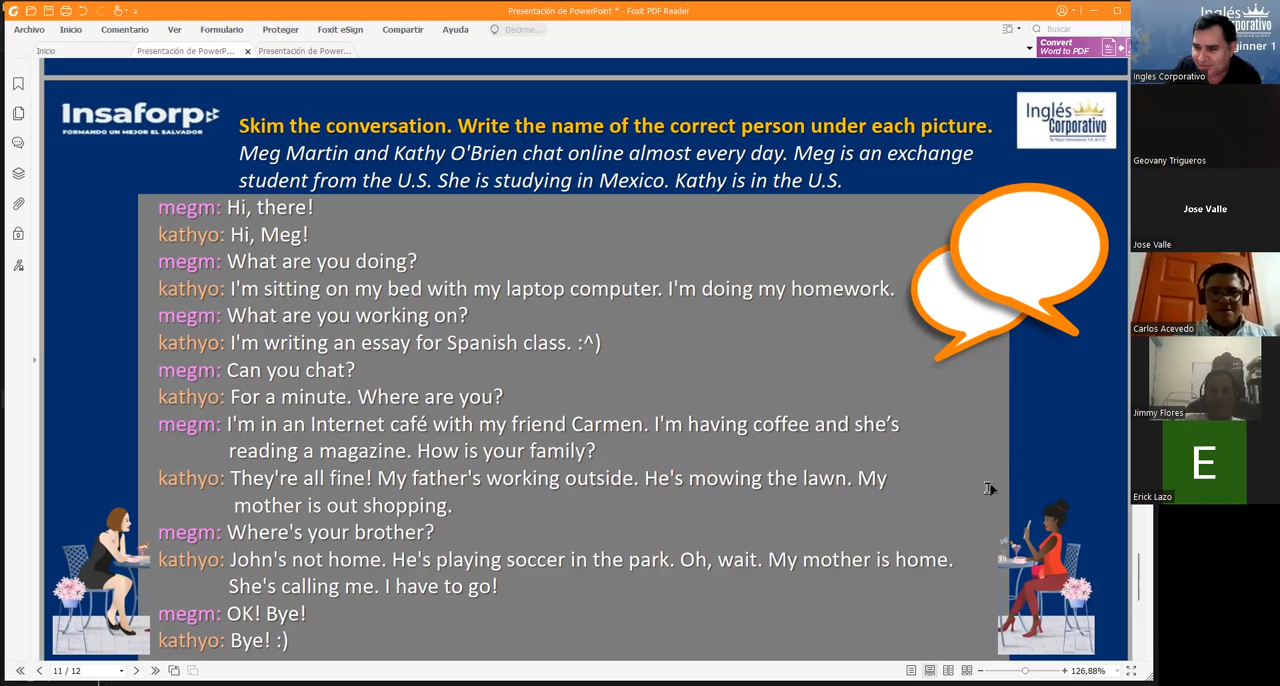 Presentación de PowerPoint * - Foxit PDF Reader
Archivo Inicio Comentario Ver Formulario Proteger Foxit eSign Compartir Ayuda Decirme... Buscar
Inicio Presentación de PowerP... Presentación de PowerP...
Convert
Word to PDF
Insaforp
FORMANDO UN MEJOR EL SALVADOR
Inglés
Corporativo
Skim the conversation. Write the name of the correct person under each picture.
Meg Martin and Kathy O'Brien chat online almost every day. Meg is an exchange
student from the U.S. She is studying in Mexico. Kathy is in the U.S.
megm: Hi, there!
kathyo: Hi, Meg!
megm: What are you doing?
kathyo: I'm sitting on my bed with my laptop computer. I'm doing my homework.
megm: What are you working on?
kathyo: I'm writing an essay for Spanish class. :^)
megm: Can you chat?
kathyo: For a minute. Where are you?
megm: I'm in an Internet café with my friend Carmen. I'm having coffee and she’s
reading a magazine. How is your family?
kathyo: They're all fine! My father's working outside. He's mowing the lawn. My
mother is out shopping.
megm: Where's your brother?
kathyo: John's not home. He's playing soccer in the park. Oh, wait. My mother is home.
She's calling me. I have to go!
megm: OK! Bye!
kathyo: Bye! :)
11 / 12
126,88%
Inglés
Corporativo
ginner 1
Ingles Corporativo
Geovany Trigueros
Jose Valle
Jose Valle
Carlos Acevedo
Jimmy Flores
E
Erick Lazo